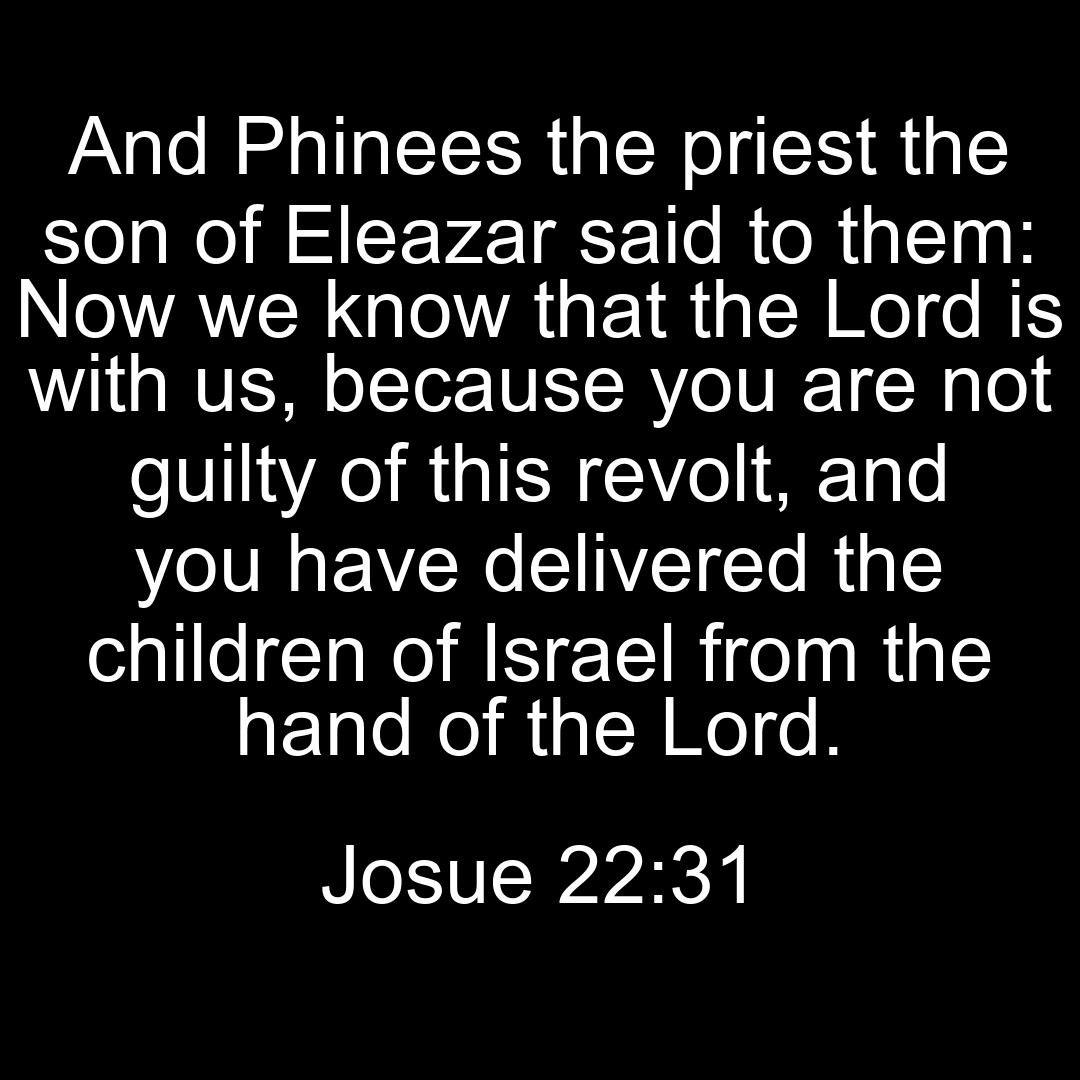 And Phinees the priest the
son of Eleazar said to them:
Now we know that the Lord is
with us, because you are not
guilty of this revolt, and
you have delivered the
children of Israel from the
hand of the Lord.
Josue 22:31